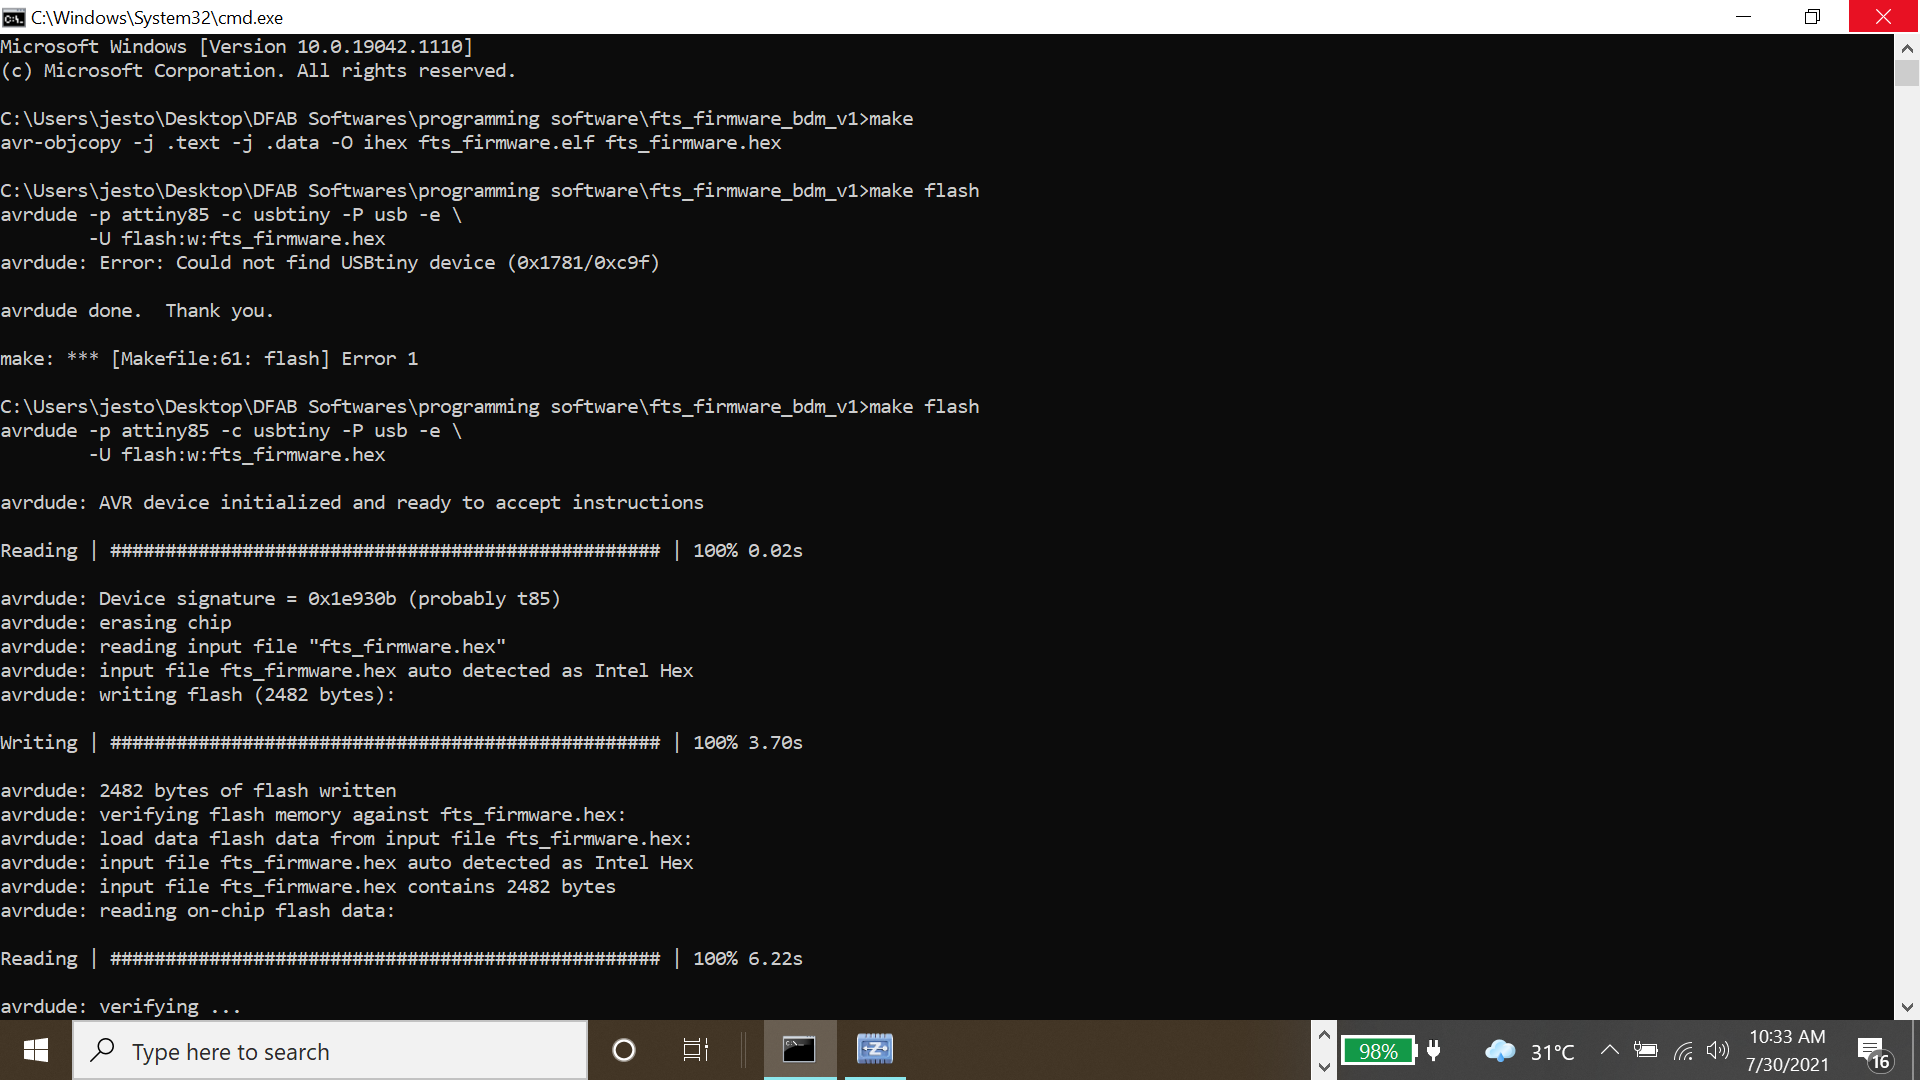 C:\Windows\System32\cmd.exe
Microsoft Windows [Version 10.0.19042.1110]
(c) Microsoft Corporation. All rights reserved.
C:\Users\jesto\Desktop\DFAB Softwares\programming software\fts_firmware_bdm_v1>make
avr-objcopy -j .text -j .data -O ihex fts_firmware.elf fts_firmware.hex
C:\Users\jesto\Desktop\DFAB Softwares\programming software\fts_firmware_bdm_v1>make flash
avrdude -p attiny85 -c usbtiny -P usb -e \
-U flash:w:fts_firmware.hex
avrdude: Error: Could not find USBtiny device (0x1781/0xc9f)
avrdude done.  Thank you.
make: *** [Makefile:61: flash] Error 1
C:\Users\jesto\Desktop\DFAB Softwares\programming software\fts_firmware_bdm_v1>make flash
avrdude -p attiny85 -c usbtiny -P usb -e \
-U flash:w:fts_firmware.hex
avrdude: AVR device initialized and ready to accept instructions
Reading | ################################################## | 100% 0.02s
avrdude: Device signature = 0x1e930b (probably t85)
avrdude: erasing chip
avrdude: reading input file "fts_firmware.hex"
avrdude: input file fts_firmware.hex auto detected as Intel Hex
avrdude: writing flash (2482 bytes):
Writing | ################################################## | 100% 3.70s
avrdude: 2482 bytes of flash written
avrdude: verifying flash memory against fts_firmware.hex:
avrdude: load data flash data from input file fts_firmware.hex:
avrdude: input file fts_firmware.hex auto detected as Intel Hex
avrdude: input file fts_firmware.hex contains 2482 bytes
avrdude: reading on-chip flash data:
Reading | ################################################## | 100% 6.22s
avrdude: verifying ...
Type here to search
98%
31°C
10:33 AM
7/30/2021
16